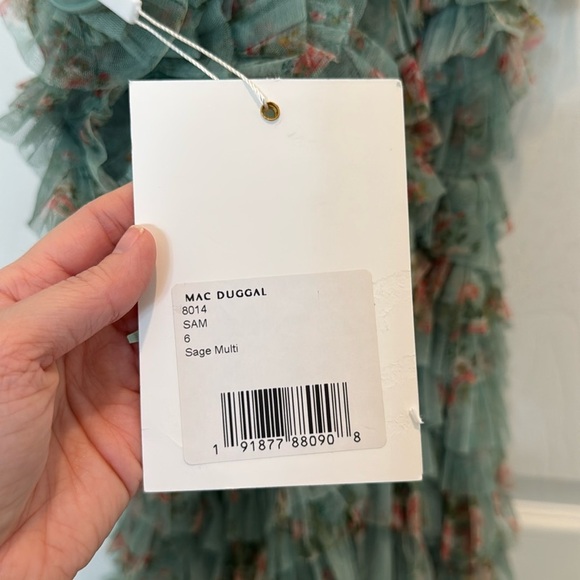 MAC DUGGAL
8014
SAM
6
Sage Multi
1 91877 88090 8